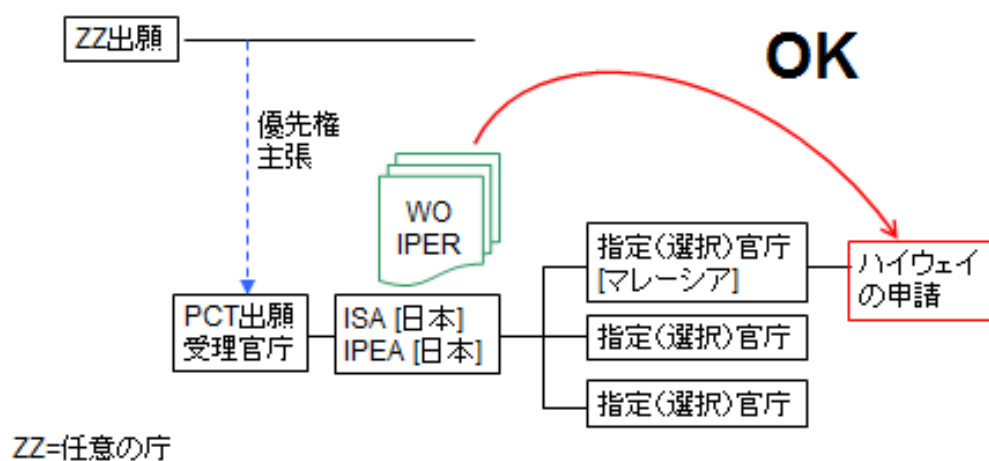 ZZ出願
OK
優先権
主張
WO
IPER
指定(選択)官庁
[マレーシア]
ハイウェイ
の申請
PCT出願
受理官庁
ISA [日本]
IPEA [日本]
指定(選択)官庁
指定(選択)官庁
ZZ=任意の庁